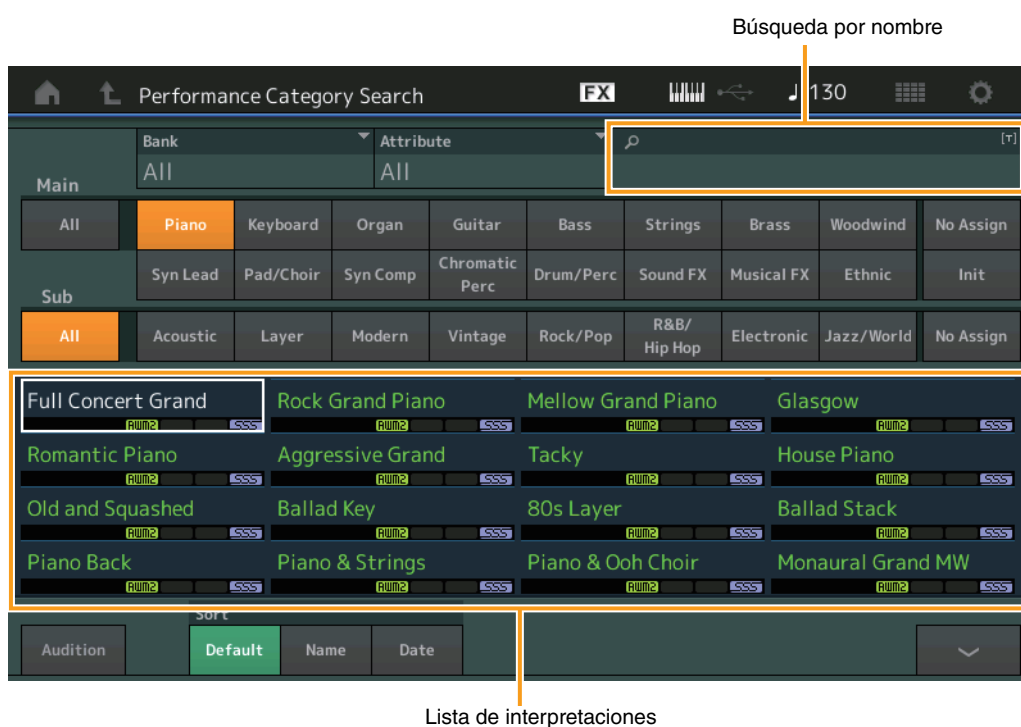 Búsqueda por nombre
Performance Category Search FX ♩ 130
Bank Attribute [T]
All All
Main
All Piano Keyboard Organ Guitar Bass Strings Brass Woodwind No Assign
Syn Lead Pad/Choir Syn Comp Chromatic Perc Drum/Perc Sound FX Musical FX Ethnic Init
Sub
All Acoustic Layer Modern Vintage Rock/Pop R&B/ Hip Hop Electronic Jazz/World No Assign
Full Concert Grand Rock Grand Piano Mellow Grand Piano Glasgow
AWM2 SSS AWM2 SSS AWM2 SSS AWM2 SSS
Romantic Piano Aggressive Grand Tacky House Piano
AWM2 SSS AWM2 SSS AWM2 SSS AWM2 SSS
Old and Squashed Ballad Key 80s Layer Ballad Stack
AWM2 SSS AWM2 SSS AWM2 SSS AWM2 SSS
Piano Back Piano & Strings Piano & Ooh Choir Monaural Grand MW
AWM2 SSS AWM2 SSS AWM2 SSS AWM2 SSS
Sort
Audition Default Name Date
Lista de interpretaciones